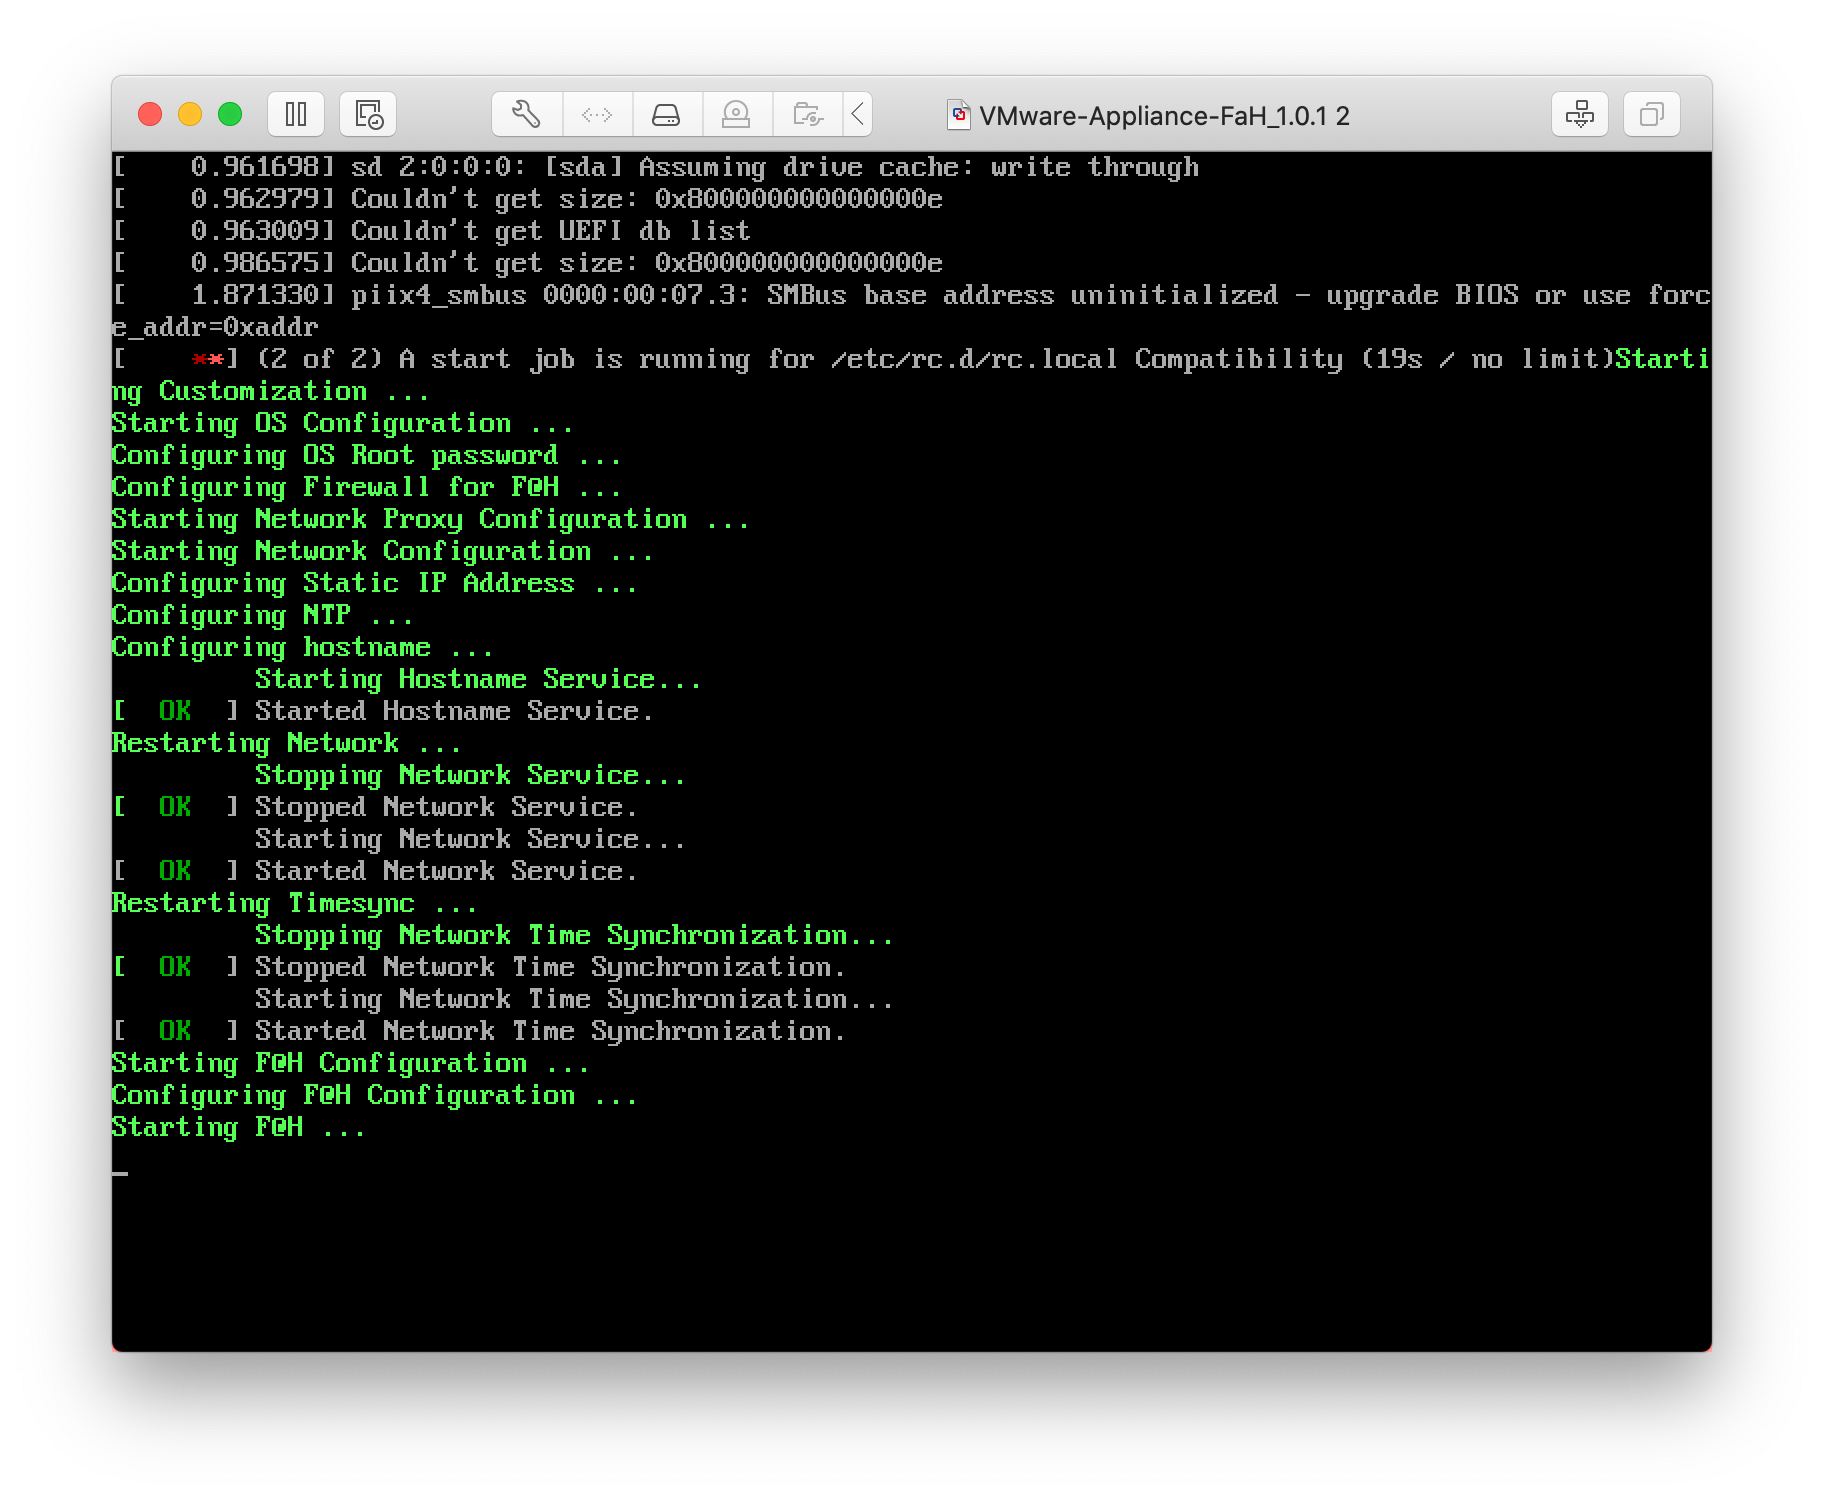 VMware-Appliance-FaH_1.0.1 2
[    0.961698] sd 2:0:0:0: [sda] Assuming drive cache: write through
[    0.962979] Couldn't get size: 0x800000000000000e
[    0.963009] Couldn't get UEFI db list
[    0.986575] Couldn't get size: 0x800000000000000e
[    1.871330] piix4_smbus 0000:00:07.3: SMBus base address uninitialized - upgrade BIOS or use forc
e_addr=0xaddr
[    **] (2 of 2) A start job is running for /etc/rc.d/rc.local Compatibility (19s / no limit)Starti
ng Customization ...
Starting OS Configuration ...
Configuring OS Root password ...
Configuring Firewall for F@H ...
Starting Network Proxy Configuration ...
Starting Network Configuration ...
Configuring Static IP Address ...
Configuring NTP ...
Configuring hostname ...
         Starting Hostname Service...
[  OK  ] Started Hostname Service.
Restarting Network ...
         Stopping Network Service...
[  OK  ] Stopped Network Service.
         Starting Network Service...
[  OK  ] Started Network Service.
Restarting Timesync ...
         Stopping Network Time Synchronization...
[  OK  ] Stopped Network Time Synchronization.
         Starting Network Time Synchronization...
[  OK  ] Started Network Time Synchronization.
Starting F@H Configuration ...
Configuring F@H Configuration ...
Starting F@H ...